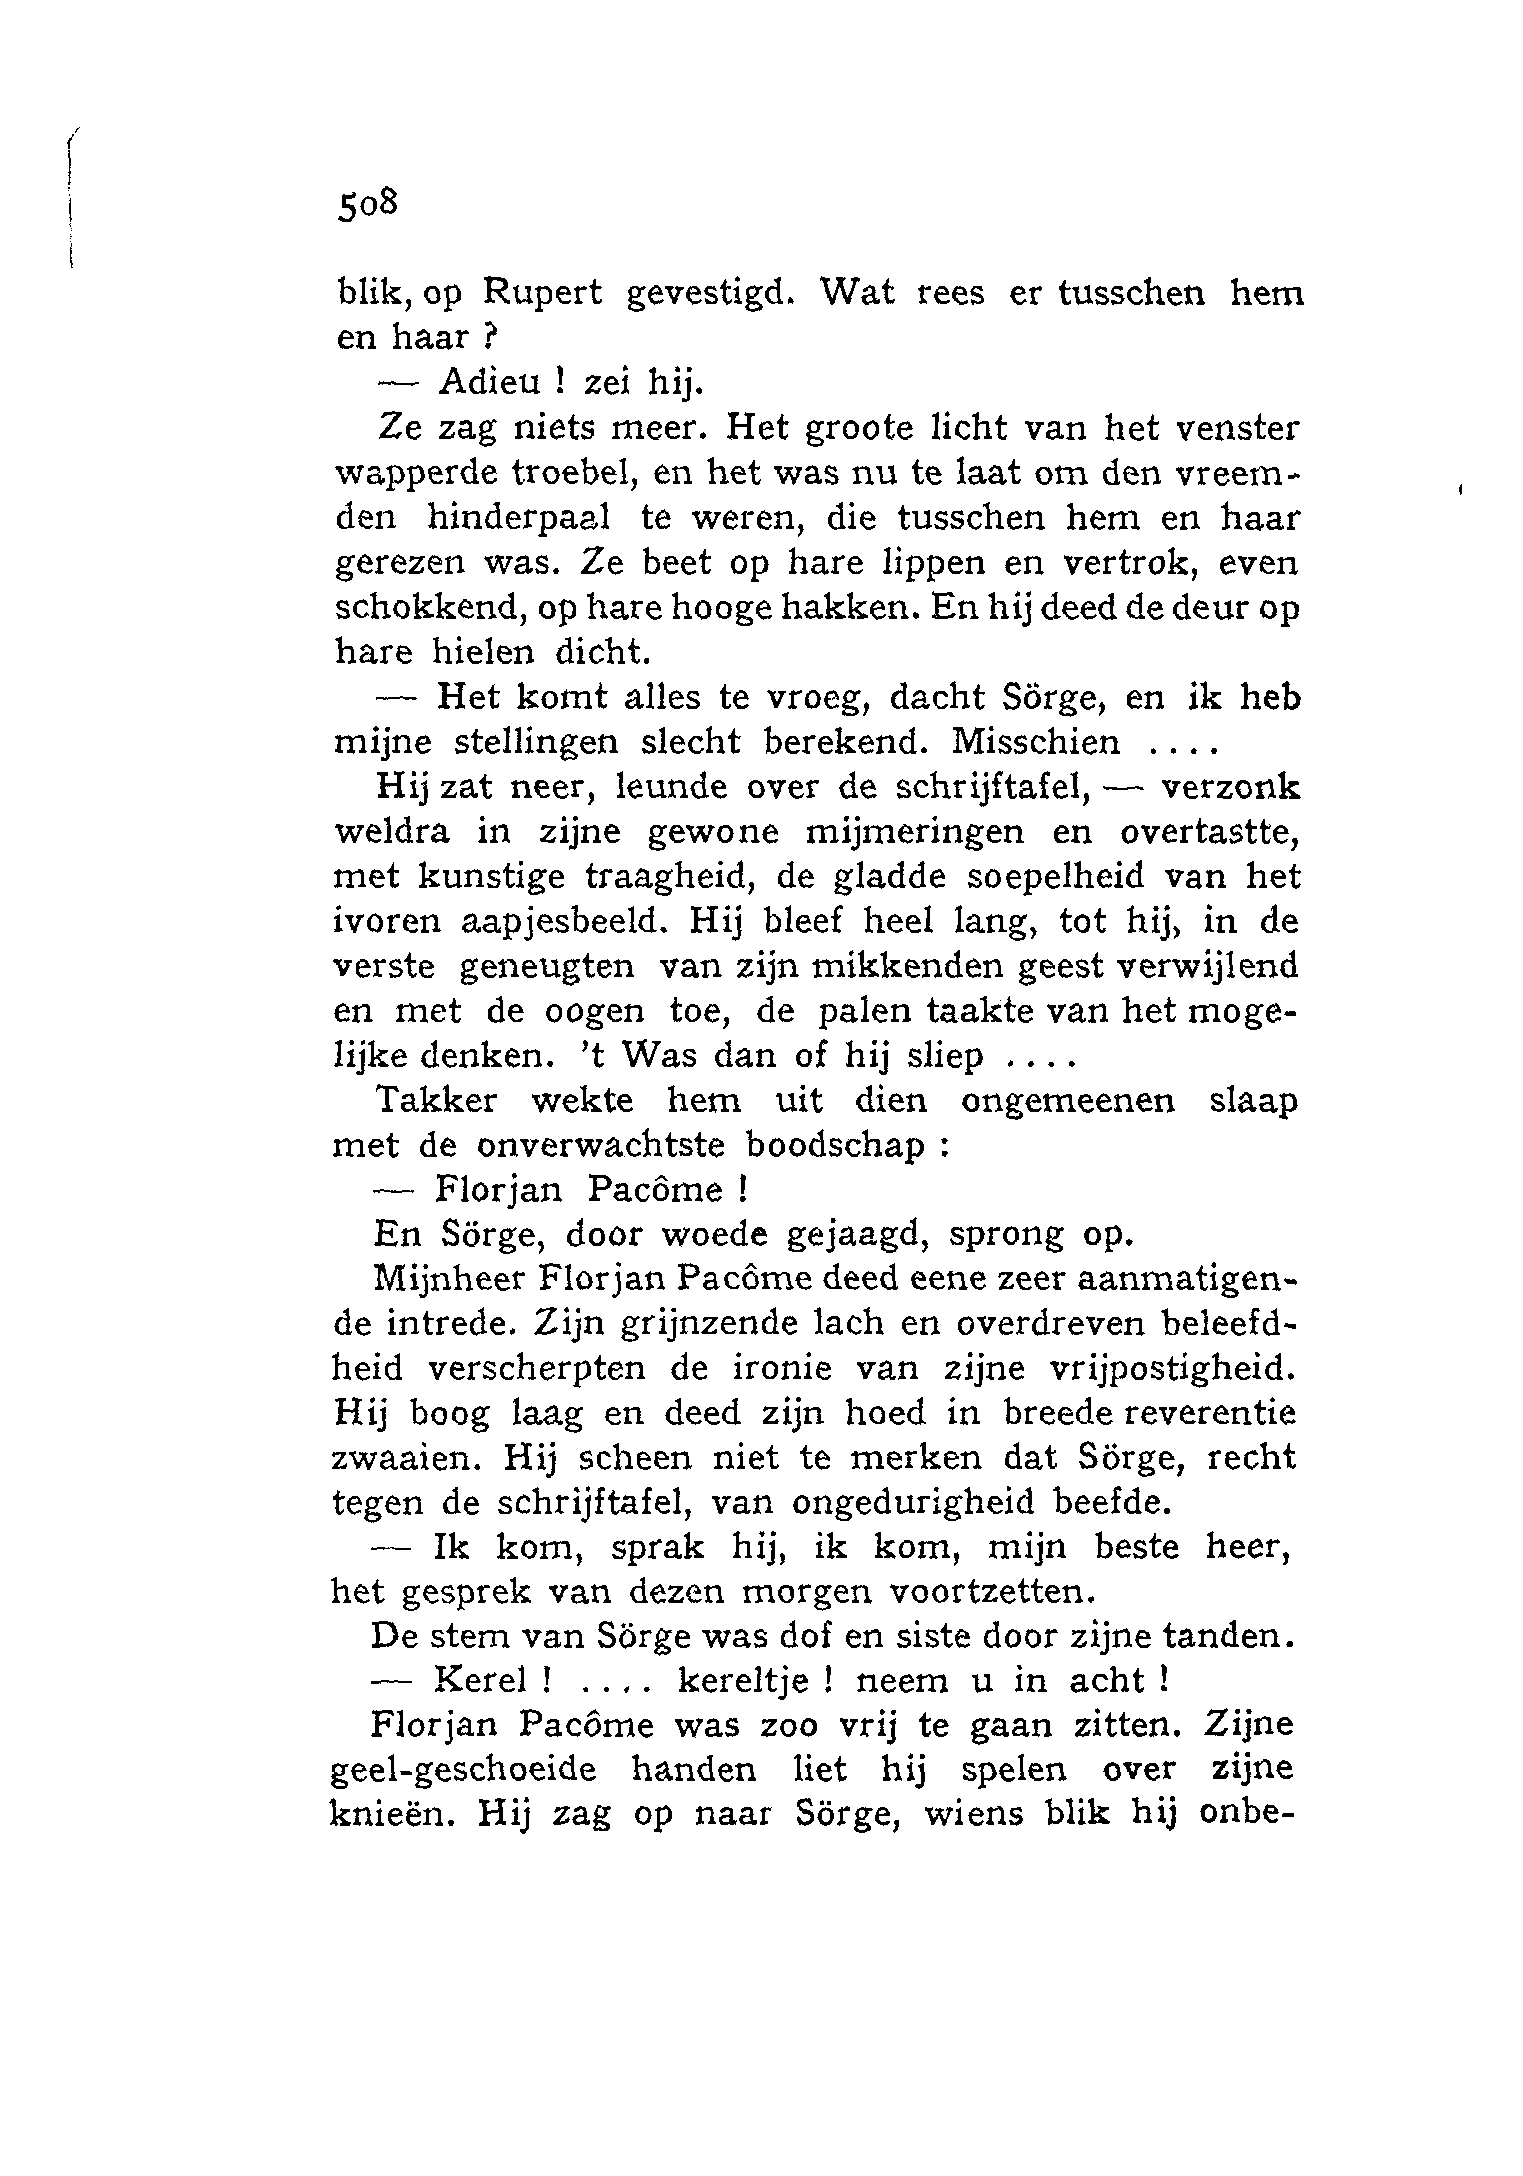 508
blik, op Rupert gevestigd. Wat rees er tusschen hem
en haar ?
— Adieu ! zei hij.
Ze zag niets meer. Het groote licht van het venster
wapperde troebel, en het was nu te laat om den vreem-
den hinderpaal te weren, die tusschen hem en haar
gerezen was. Ze beet op hare lippen en vertrok, even
schokkend, op hare hooge hakken. En hij deed de deur op
hare hielen dicht.
— Het komt alles te vroeg, dacht Sörge, en ik heb
mijne stellingen slecht berekend. Misschien ....
Hij zat neer, leunde over de schrijftafel, — verzonk
weldra in zijne gewone mijmeringen en overtastte,
met kunstige traagheid, de gladde soepelheid van het
ivoren aapjesbeeld. Hij bleef heel lang, tot hij, in de
verste geneugten van zijn mikkenden geest verwijlend
en met de oogen toe, de palen taakte van het moge-
lijke denken. 't Was dan of hij sliep ....
Takker wekte hem uit dien ongemeenen slaap
met de onverwachtste boodschap :
— Florjan Pacôme !
En Sörge, door woede gejaagd, sprong op.
Mijnheer Florjan Pacôme deed eene zeer aanmatigen-
de intrede. Zijn grijnzende lach en overdreven beleefd-
heid verscherpten de ironie van zijne vrijpostigheid.
Hij boog laag en deed zijn hoed in breede reverentie
zwaaien. Hij scheen niet te merken dat Sörge, recht
tegen de schrijftafel, van ongedurigheid beefde.
— Ik kom, sprak hij, ik kom, mijn beste heer,
het gesprek van dezen morgen voortzetten.
De stem van Sörge was dof en siste door zijne tanden.
— Kerel ! .... kereltje ! neem u in acht !
Florjan Pacôme was zoo vrij te gaan zitten. Zijne
geel-geschoeide handen liet hij spelen over zijne
knieën. Hij zag op naar Sörge, wiens blik hij onbe-